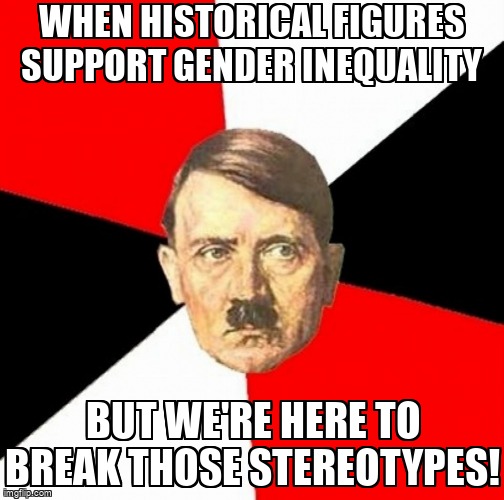 WHEN HISTORICAL FIGURES
SUPPORT GENDER INEQUALITY
BUT WE'RE HERE TO
BREAK THOSE STEREOTYPES!
imgflip.com